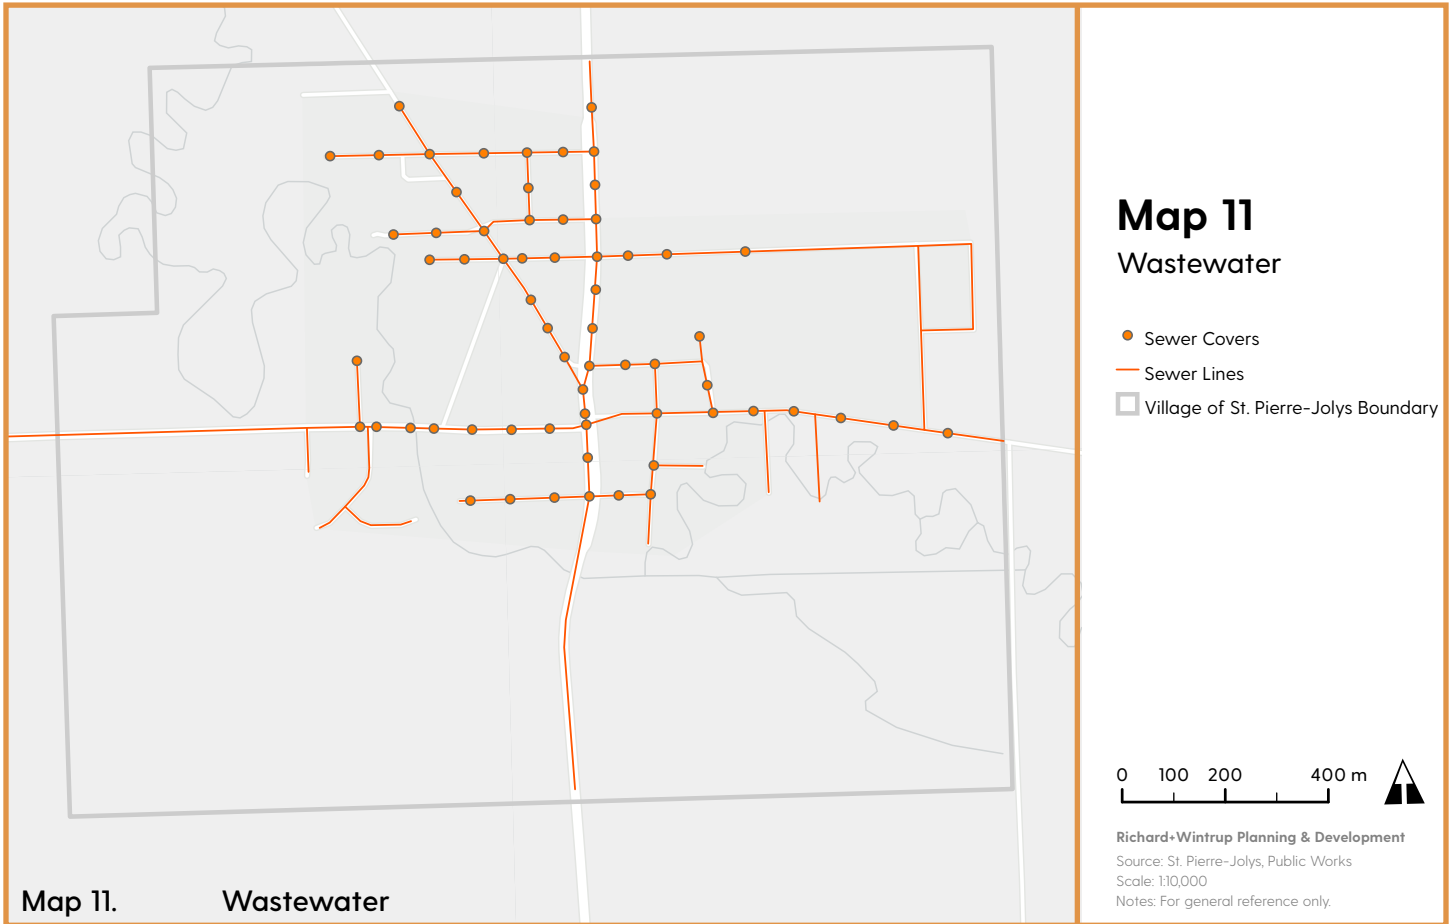 Map 11
Wastewater
Sewer Covers
Sewer Lines
Village of St. Pierre-Jolys Boundary
0 100 200 400 m
Richard+Wintrup Planning & Development
Source: St. Pierre-Jolys, Public Works
Scale: 1:10,000
Notes: For general reference only.
Map 11. Wastewater